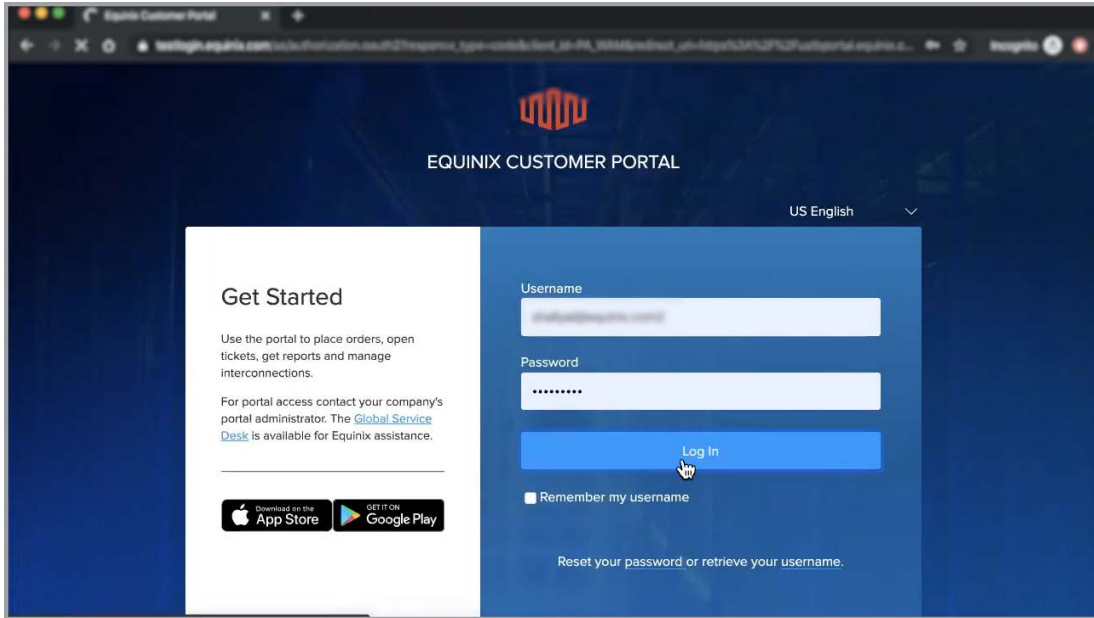 Equinix Customer Portal
Incognito
EQUINIX CUSTOMER PORTAL
US English
Get Started
Use the portal to place orders, open
tickets, get reports and manage
interconnections.
For portal access contact your company's
portal administrator. The Global Service
Desk is available for Equinix assistance.
Download on the
App Store
GET IT ON
Google Play
Username
Password
Log In
Remember my username
Reset your password or retrieve your username.